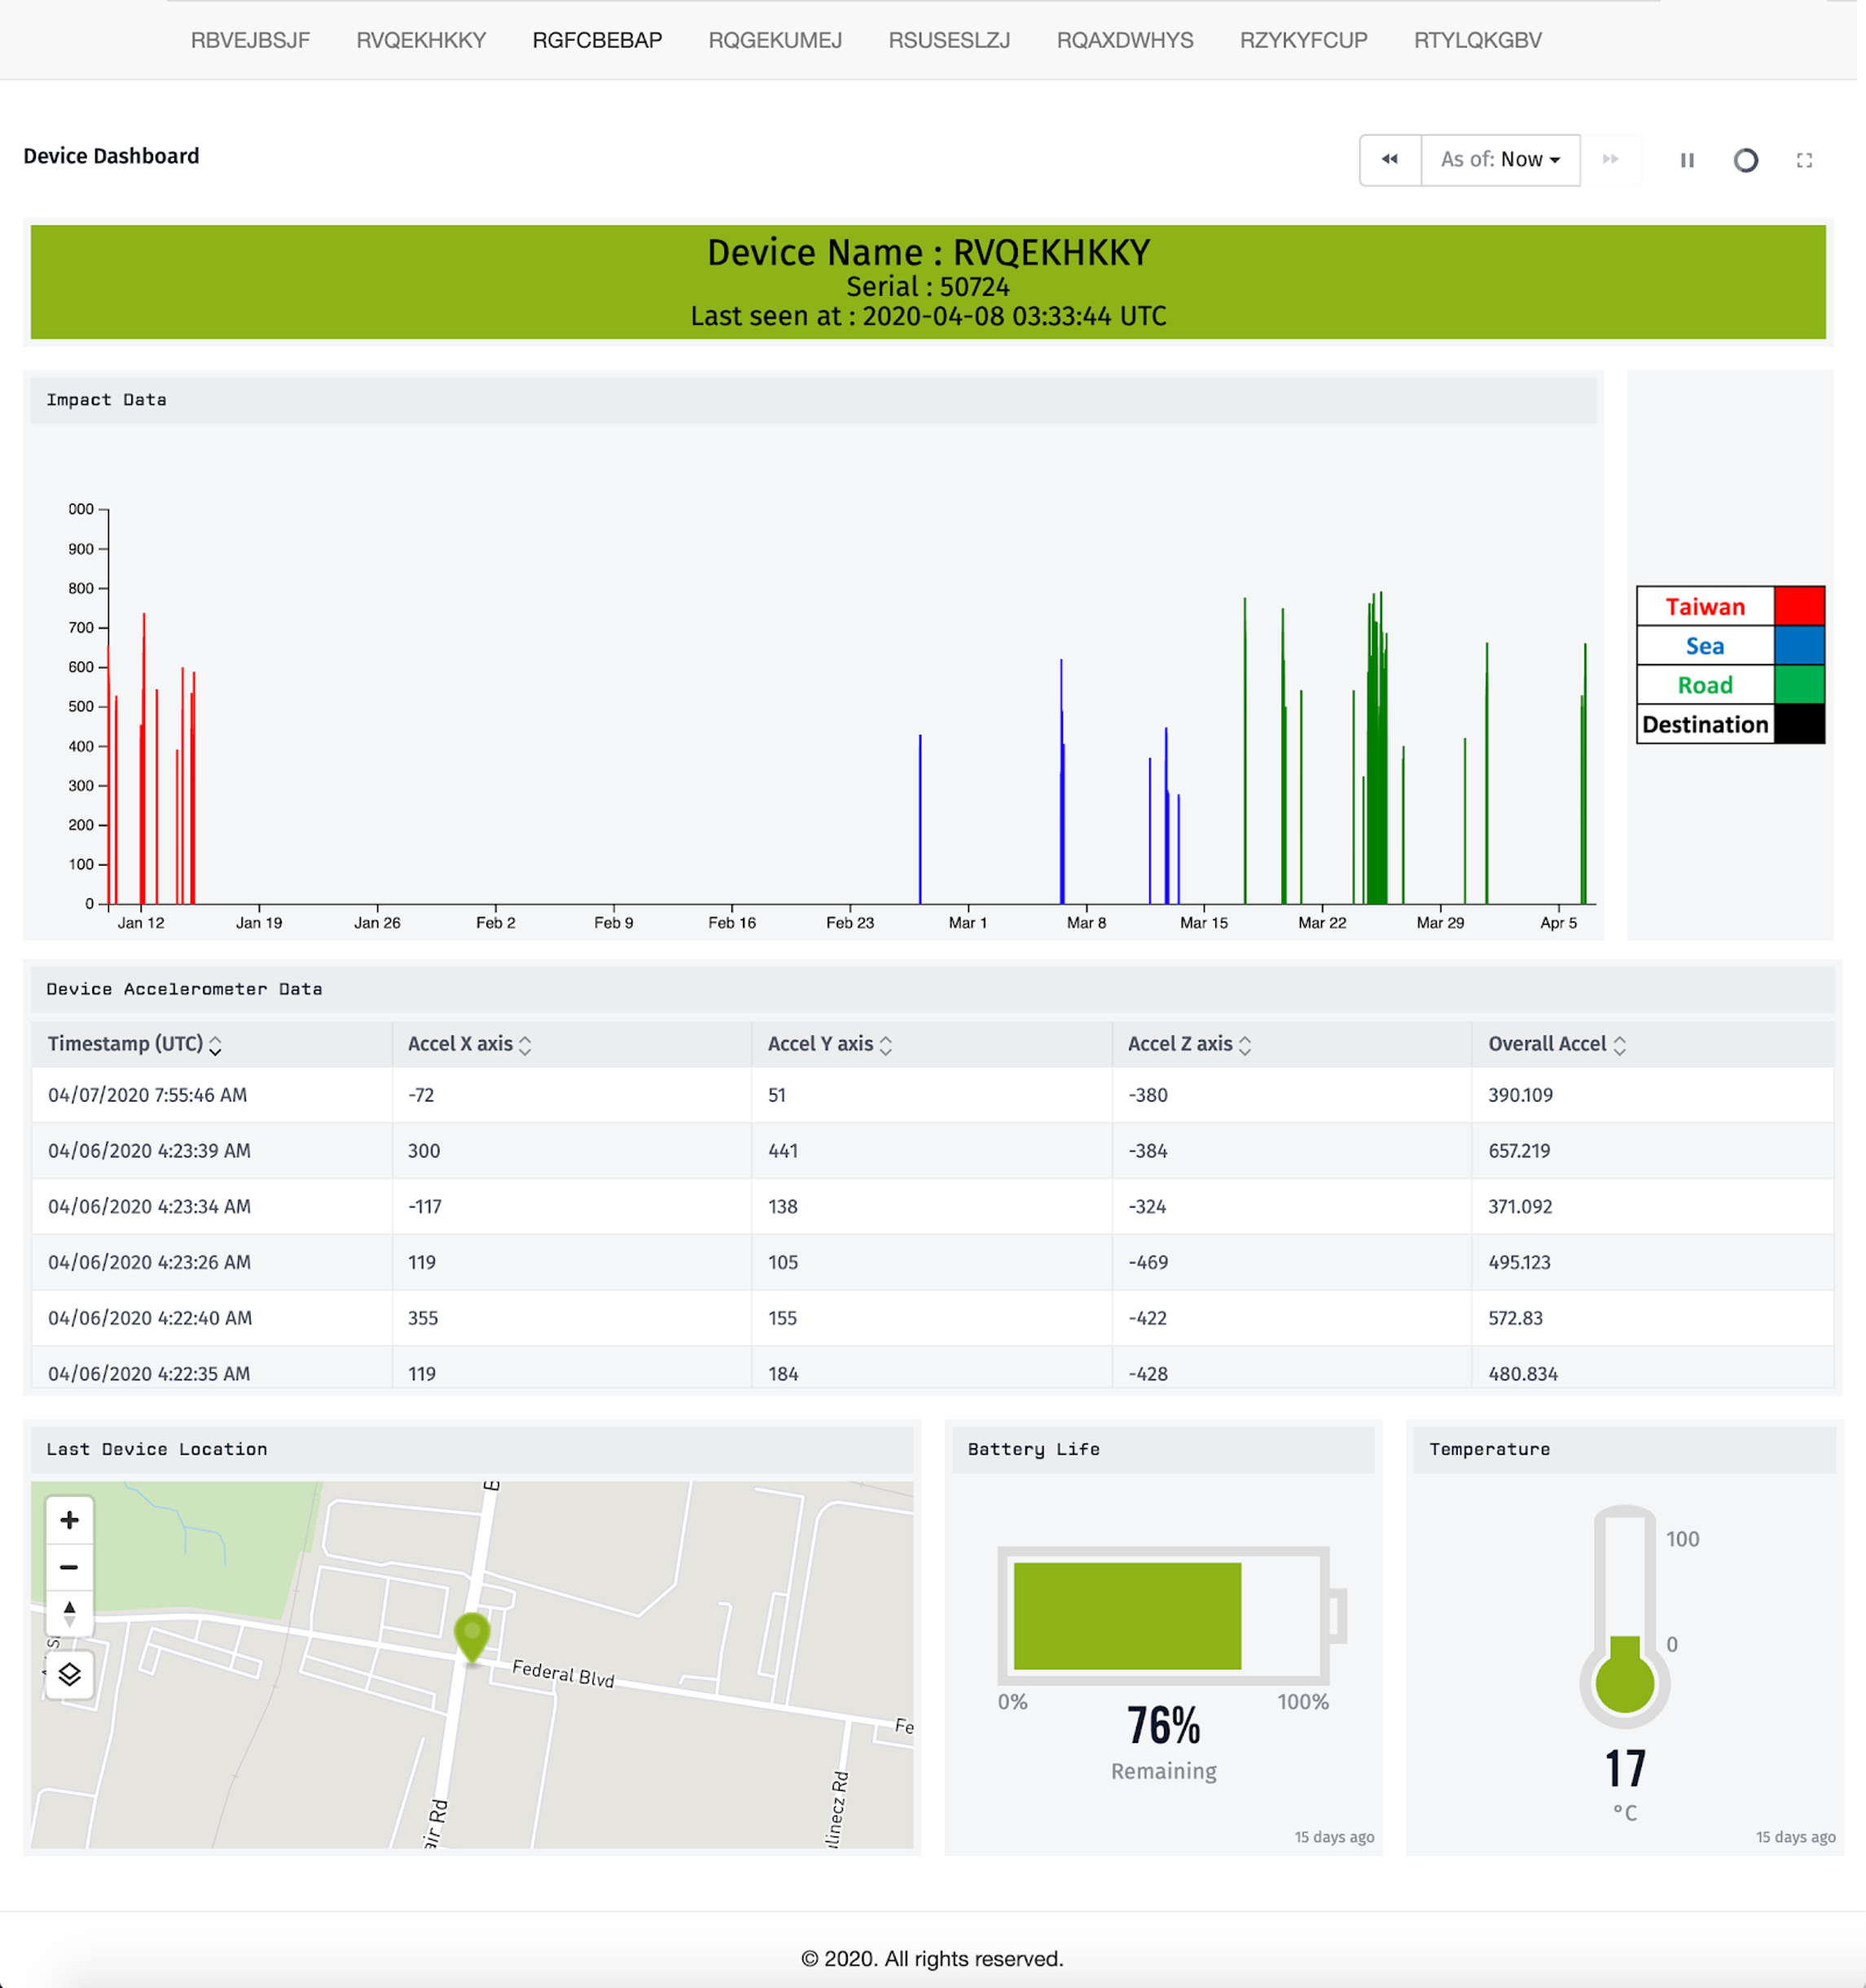 RBVEJBSJF RVQEKHKKY RGFCBEBAP RQGEKUMEJ RSUSESLZJ RQAXDWHYS RZYKYFCUP RTYLQKGBV
Device Dashboard
As of: Now
Device Name : RVQEKHKKY
Serial : 50724
Last seen at : 2020-04-08 03:33:44 UTC
Impact Data
000
900
800
700
600
500
400
300
200
100
0
Jan 12 Jan 19 Jan 26 Feb 2 Feb 9 Feb 16 Feb 23 Mar 1 Mar 8 Mar 15 Mar 22 Mar 29 Apr 5
Taiwan
Sea
Road
Destination
Device Accelerometer Data
Timestamp (UTC) Accel X axis Accel Y axis Accel Z axis Overall Accel
04/07/2020 7:55:46 AM -72 51 -380 390.109
04/06/2020 4:23:39 AM 300 441 -384 657.219
04/06/2020 4:23:34 AM -117 138 -324 371.092
04/06/2020 4:23:26 AM 119 105 -469 495.123
04/06/2020 4:22:40 AM 355 155 -422 572.83
04/06/2020 4:22:35 AM 119 184 -428 480.834
Last Device Location
Federal Blvd
Fe
air Rd
linecz Rd
Battery Life
0% 100%
76%
Remaining
15 days ago
Temperature
100
0
17
°C
15 days ago
© 2020. All rights reserved.